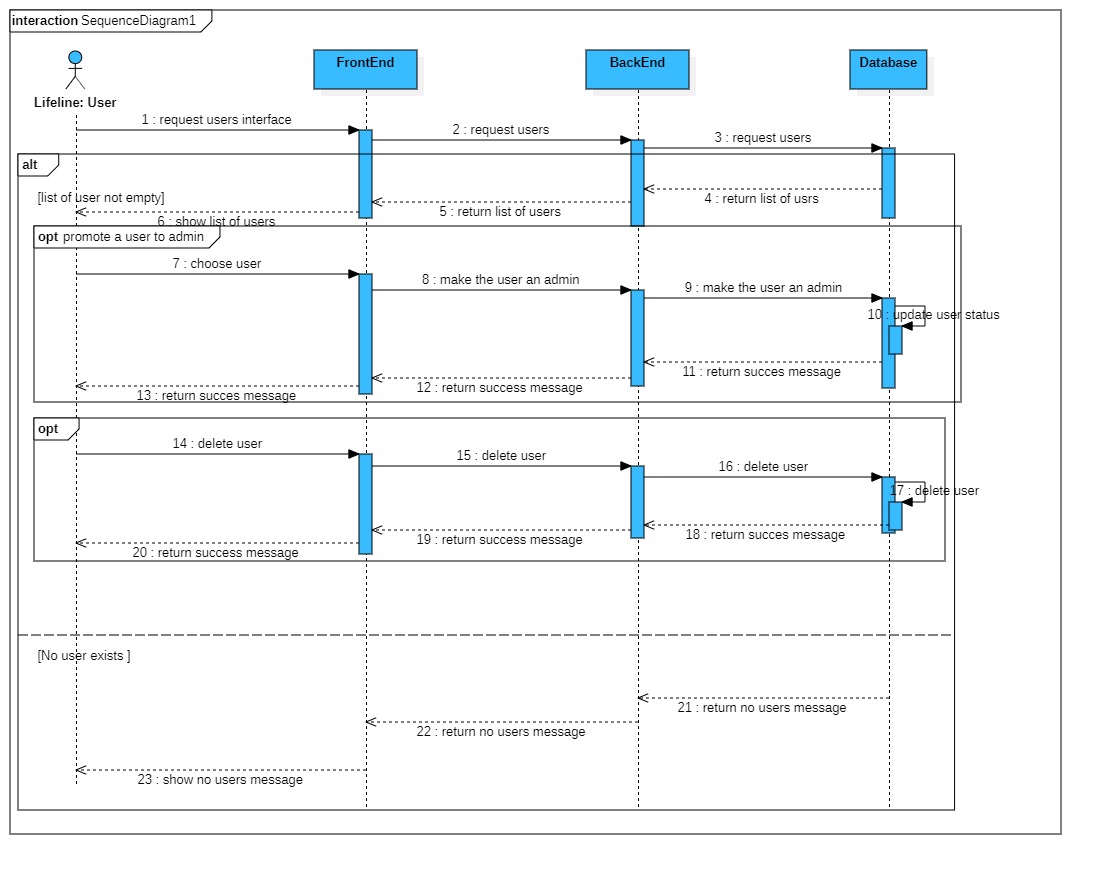 interaction SequenceDiagram1
FrontEnd
BackEnd
Database
Lifeline: User
1 : request users interface
2 : request users
3 : request users
alt
[list of user not empty]
4 : return list of usrs
5 : return list of users
6 : show list of users
opt promote a user to admin
7 : choose user
8 : make the user an admin
9 : make the user an admin
10 : update user status
11 : return succes message
12 : return succes message
13 : return succes message
opt
14 : delete user
15 : delete user
16 : delete user
17 : delete user
18 : return succes message
19 : return success message
20 : return success message
[No user exists ]
21 : return no users message
22 : return no users message
23 : show no users message